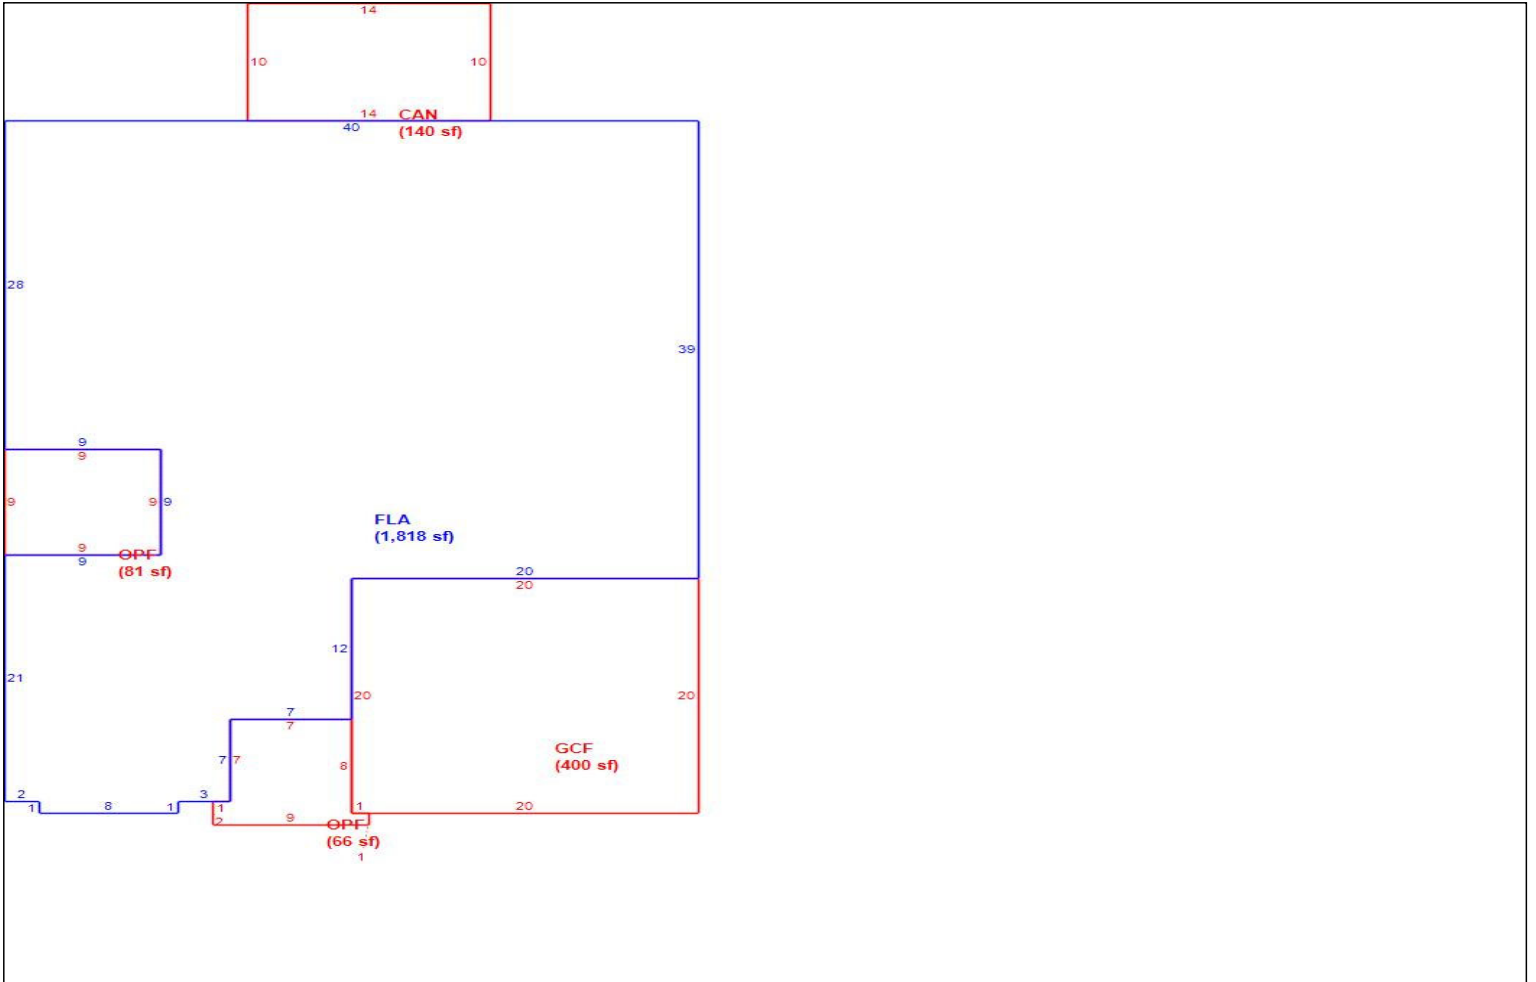 14
10 10
14 CAN
40 (140 sf)
28
39
9
9
9 9 9
FLA
(1,818 sf)
9
9 OPF
(81 sf)
20
20
12
21
20 20
7
7
GCF
7 7 8 (400 sf)
2 3
1 8 1 1 1 20
2 9 OPF
(66 sf)
1